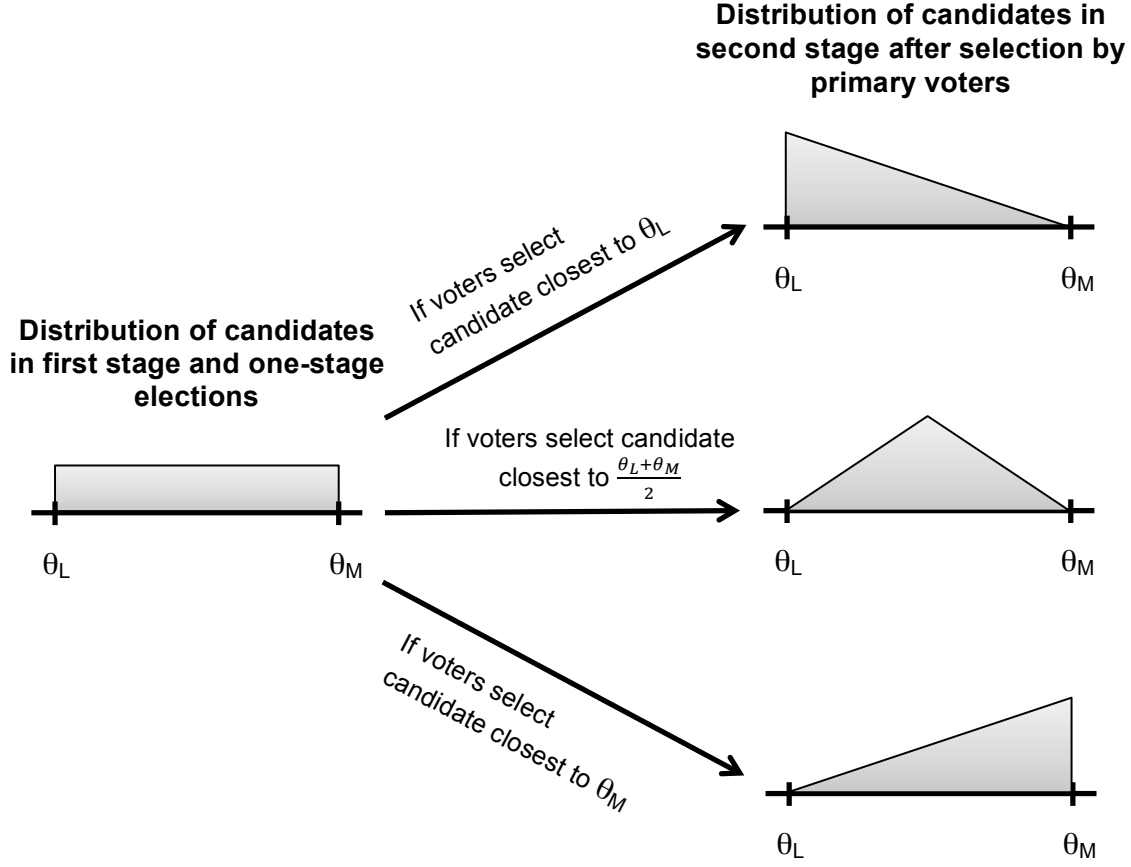 Distribution of candidates in
second stage after selection by
primary voters
If voters select
candidate closest to θL
θL
θM
Distribution of candidates
in first stage and one-stage
elections
If voters select candidate
closest to (θL+θM)/2
θL
θM
θL
θM
If voters select
candidate closest to θM
θL
θM